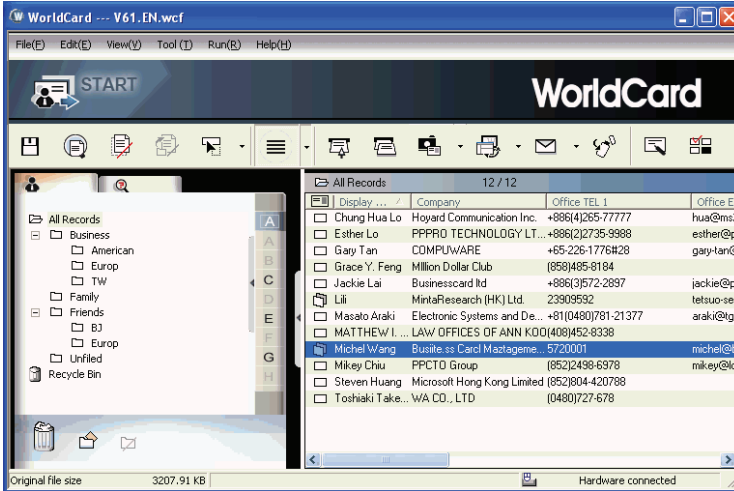 WorldCard --- V61.EN.wcf
File(F) Edit(E) View(V) Tool (T) Run(R) Help(H)
START
WorldCard
All Records 12 / 12
Display ... Company Office TEL 1 Office E
Chung Hua Lo Hoyard Communication Inc. +886(4)265-77777 hua@ms
Esther Lo PPPRO TECHNOLOGY LT... +886(2)2735-9988 esther@p
Gary Tan COMPUWARE +65-226-1776#28 gary-tan@
Grace Y. Feng MIllion Dollar Club (858)485-8184
Jackie Lai Businesscard ltd +886(3)572-2897 jackie@p
Lili MintaResearch (HK) Ltd. 23909592 tetsuo-se
Masato Araki Electronic Systems and De... +81(0480)781-21377 araki@tg
MATTHEW I. ... LAW OFFICES OF ANN KOO (408)452-8338
Michel Wang Busiite.ss Carcl Maztageme... 5720001 michel@
Mikey Chiu PPCTO Group (852)2498-6978 mikey@lo
Steven Huang Microsoft Hong Kong Limited (852)804-420788
Toshiaki Take... WA CO., LTD (0480)727-678
All Records
Business
American
Europ
TW
Family
Friends
BJ
Europ
Unfiled
Recycle Bin
A
A
B
C
D
E
F
G
H
Original file size 3207.91 KB Hardware connected